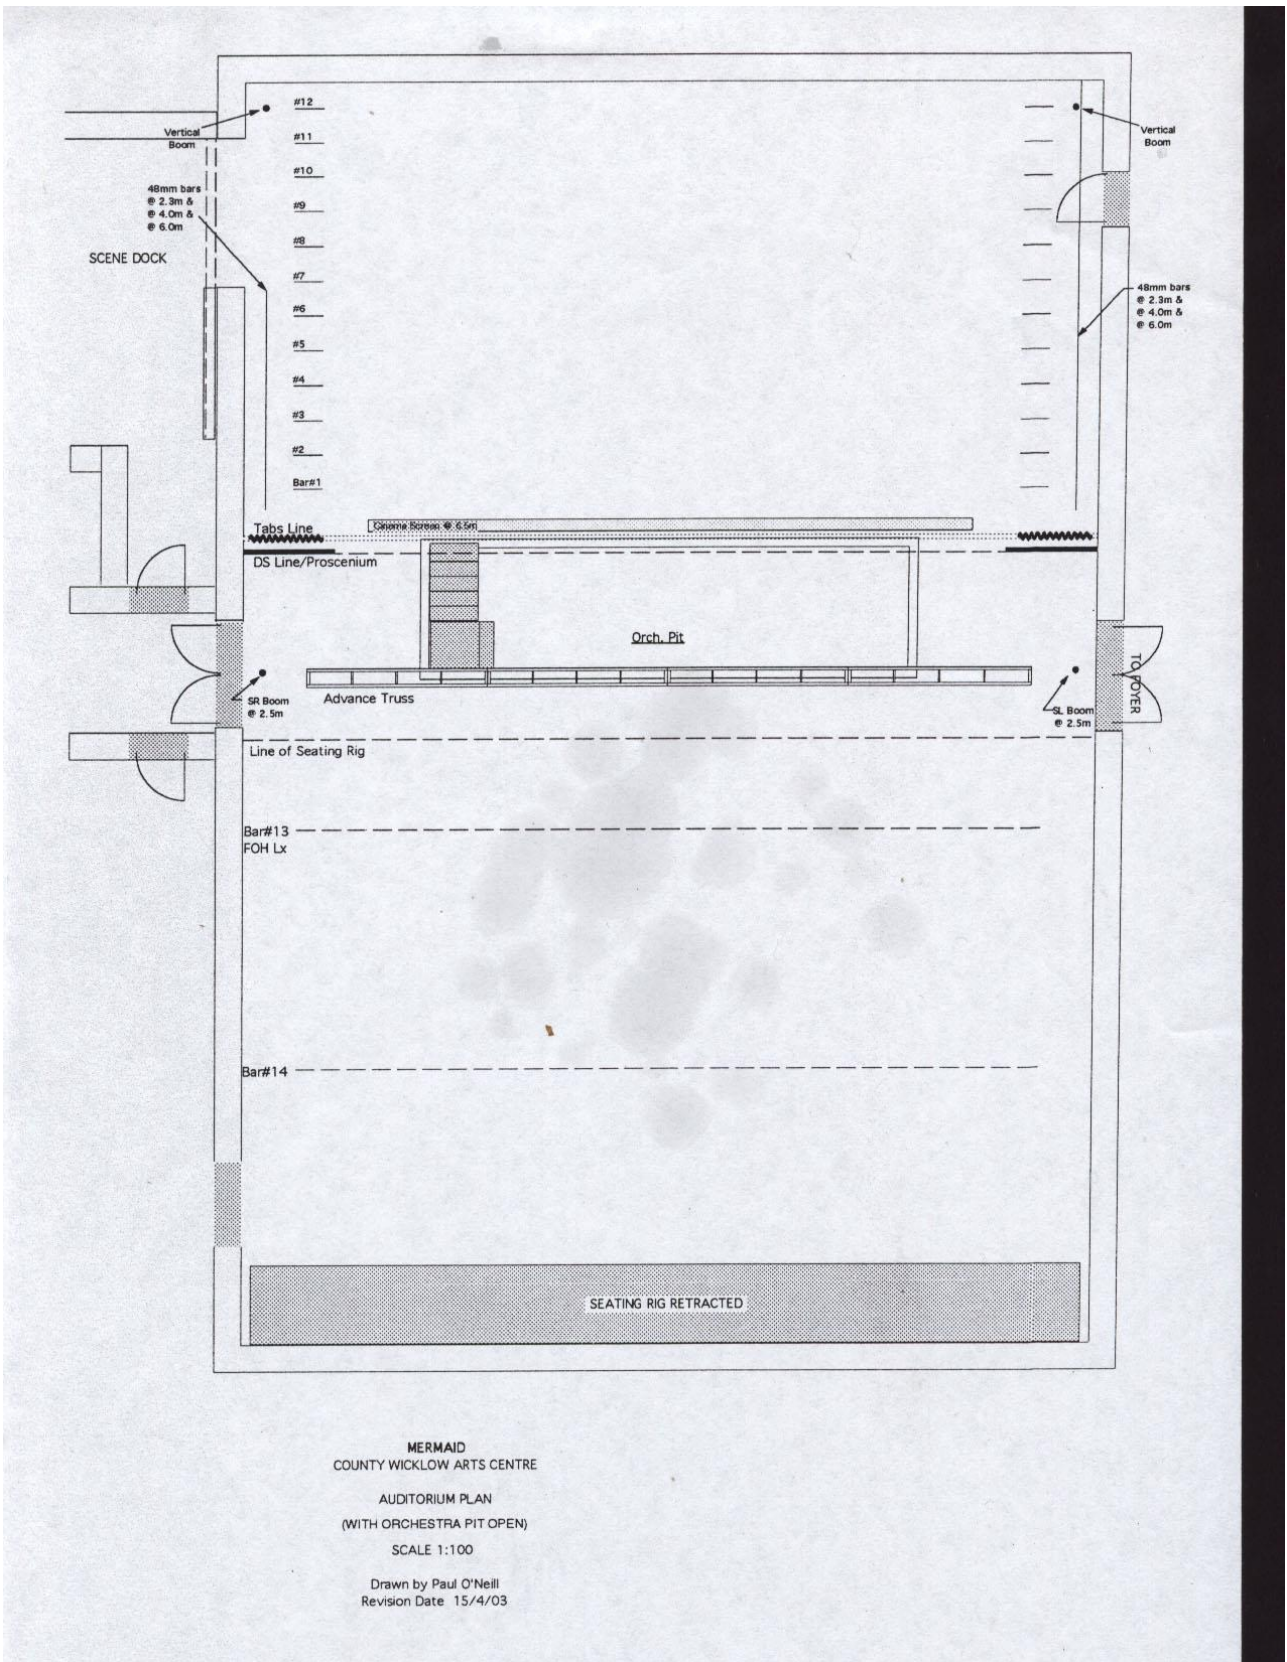 #12
Vertical
Boom
Vertical
Boom
#11
#10
48mm bars
@ 2.3m &
@ 4.0m &
@ 6.0m
#9
#8
SCENE DOCK
#7
48mm bars
@ 2.3m &
@ 4.0m &
@ 6.0m
#6
#5
#4
#3
#2
Bar#1
Tabs Line
Cinema Screen @ 6.5m
DS Line/Proscenium
Orch. Pit
TO FOYER
SR Boom
@ 2.5m
Advance Truss
SL Boom
@ 2.5m
Line of Seating Rig
Bar#13
FOH Lx
Bar#14
SEATING RIG RETRACTED
MERMAID
COUNTY WICKLOW ARTS CENTRE
AUDITORIUM PLAN
(WITH ORCHESTRA PIT OPEN)
SCALE 1:100
Drawn by Paul O'Neill
Revision Date 15/4/03